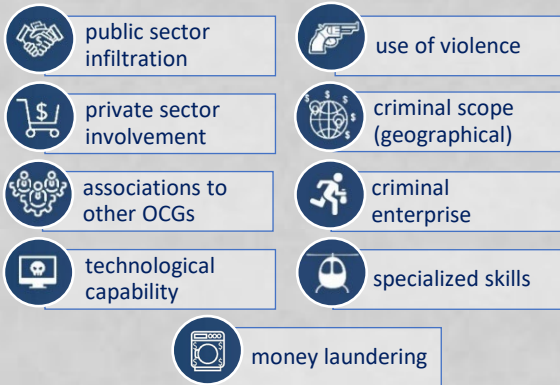 public sector
infiltration
use of violence
private sector
involvement
criminal scope
(geographical)
associations to
other OCGs
criminal
enterprise
technological
capability
specialized skills
money laundering